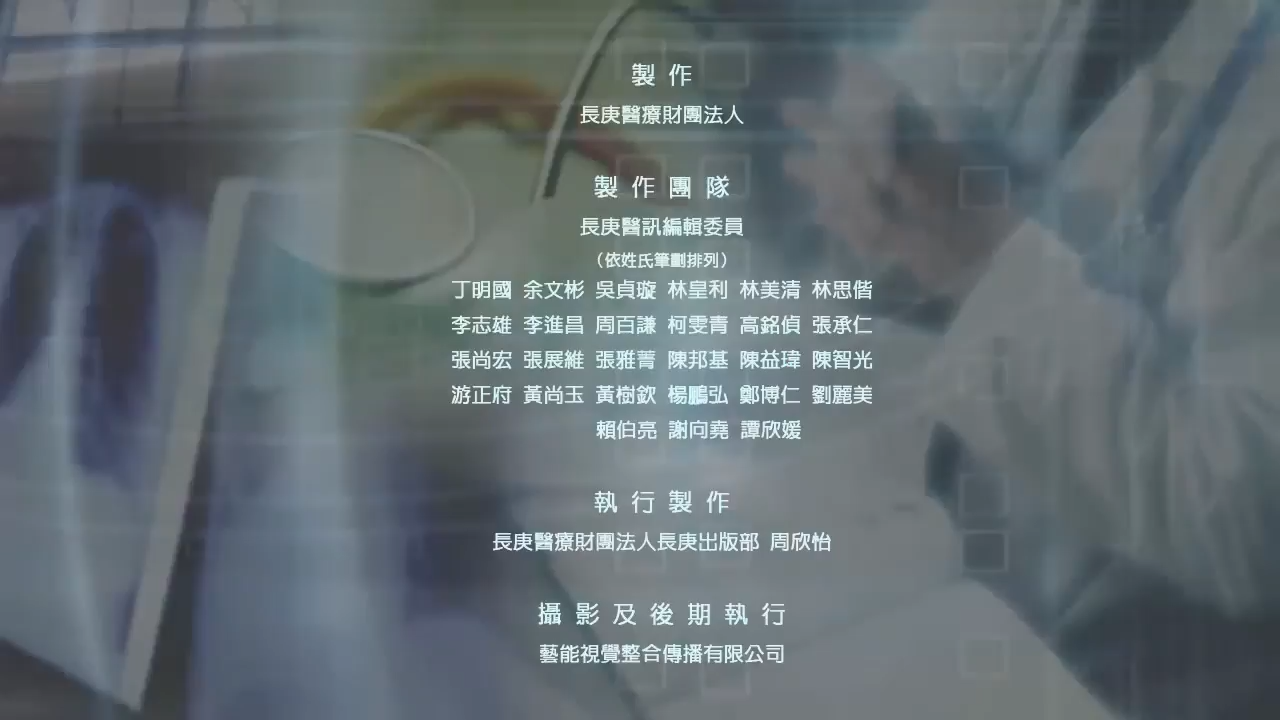 製作
長庚醫療財團法人
製作團隊
長庚醫訊編輯委員
（依姓氏筆劃排列）
丁明國 余文彬 吳貞璇 林皇利 林美清 林思偕
李志雄 李進昌 周百謙 柯雯青 高銘偵 張承仁
張尚宏 張展維 張雅菁 陳邦基 陳益瑋 陳智光
游正府 黃尚玉 黃樹欽 楊鵬弘 鄭博仁 劉麗美
賴伯亮 謝向堯 譚欣媛
執行製作
長庚醫療財團法人長庚出版部 周欣怡
攝影及後期執行
藝能視覺整合傳播有限公司